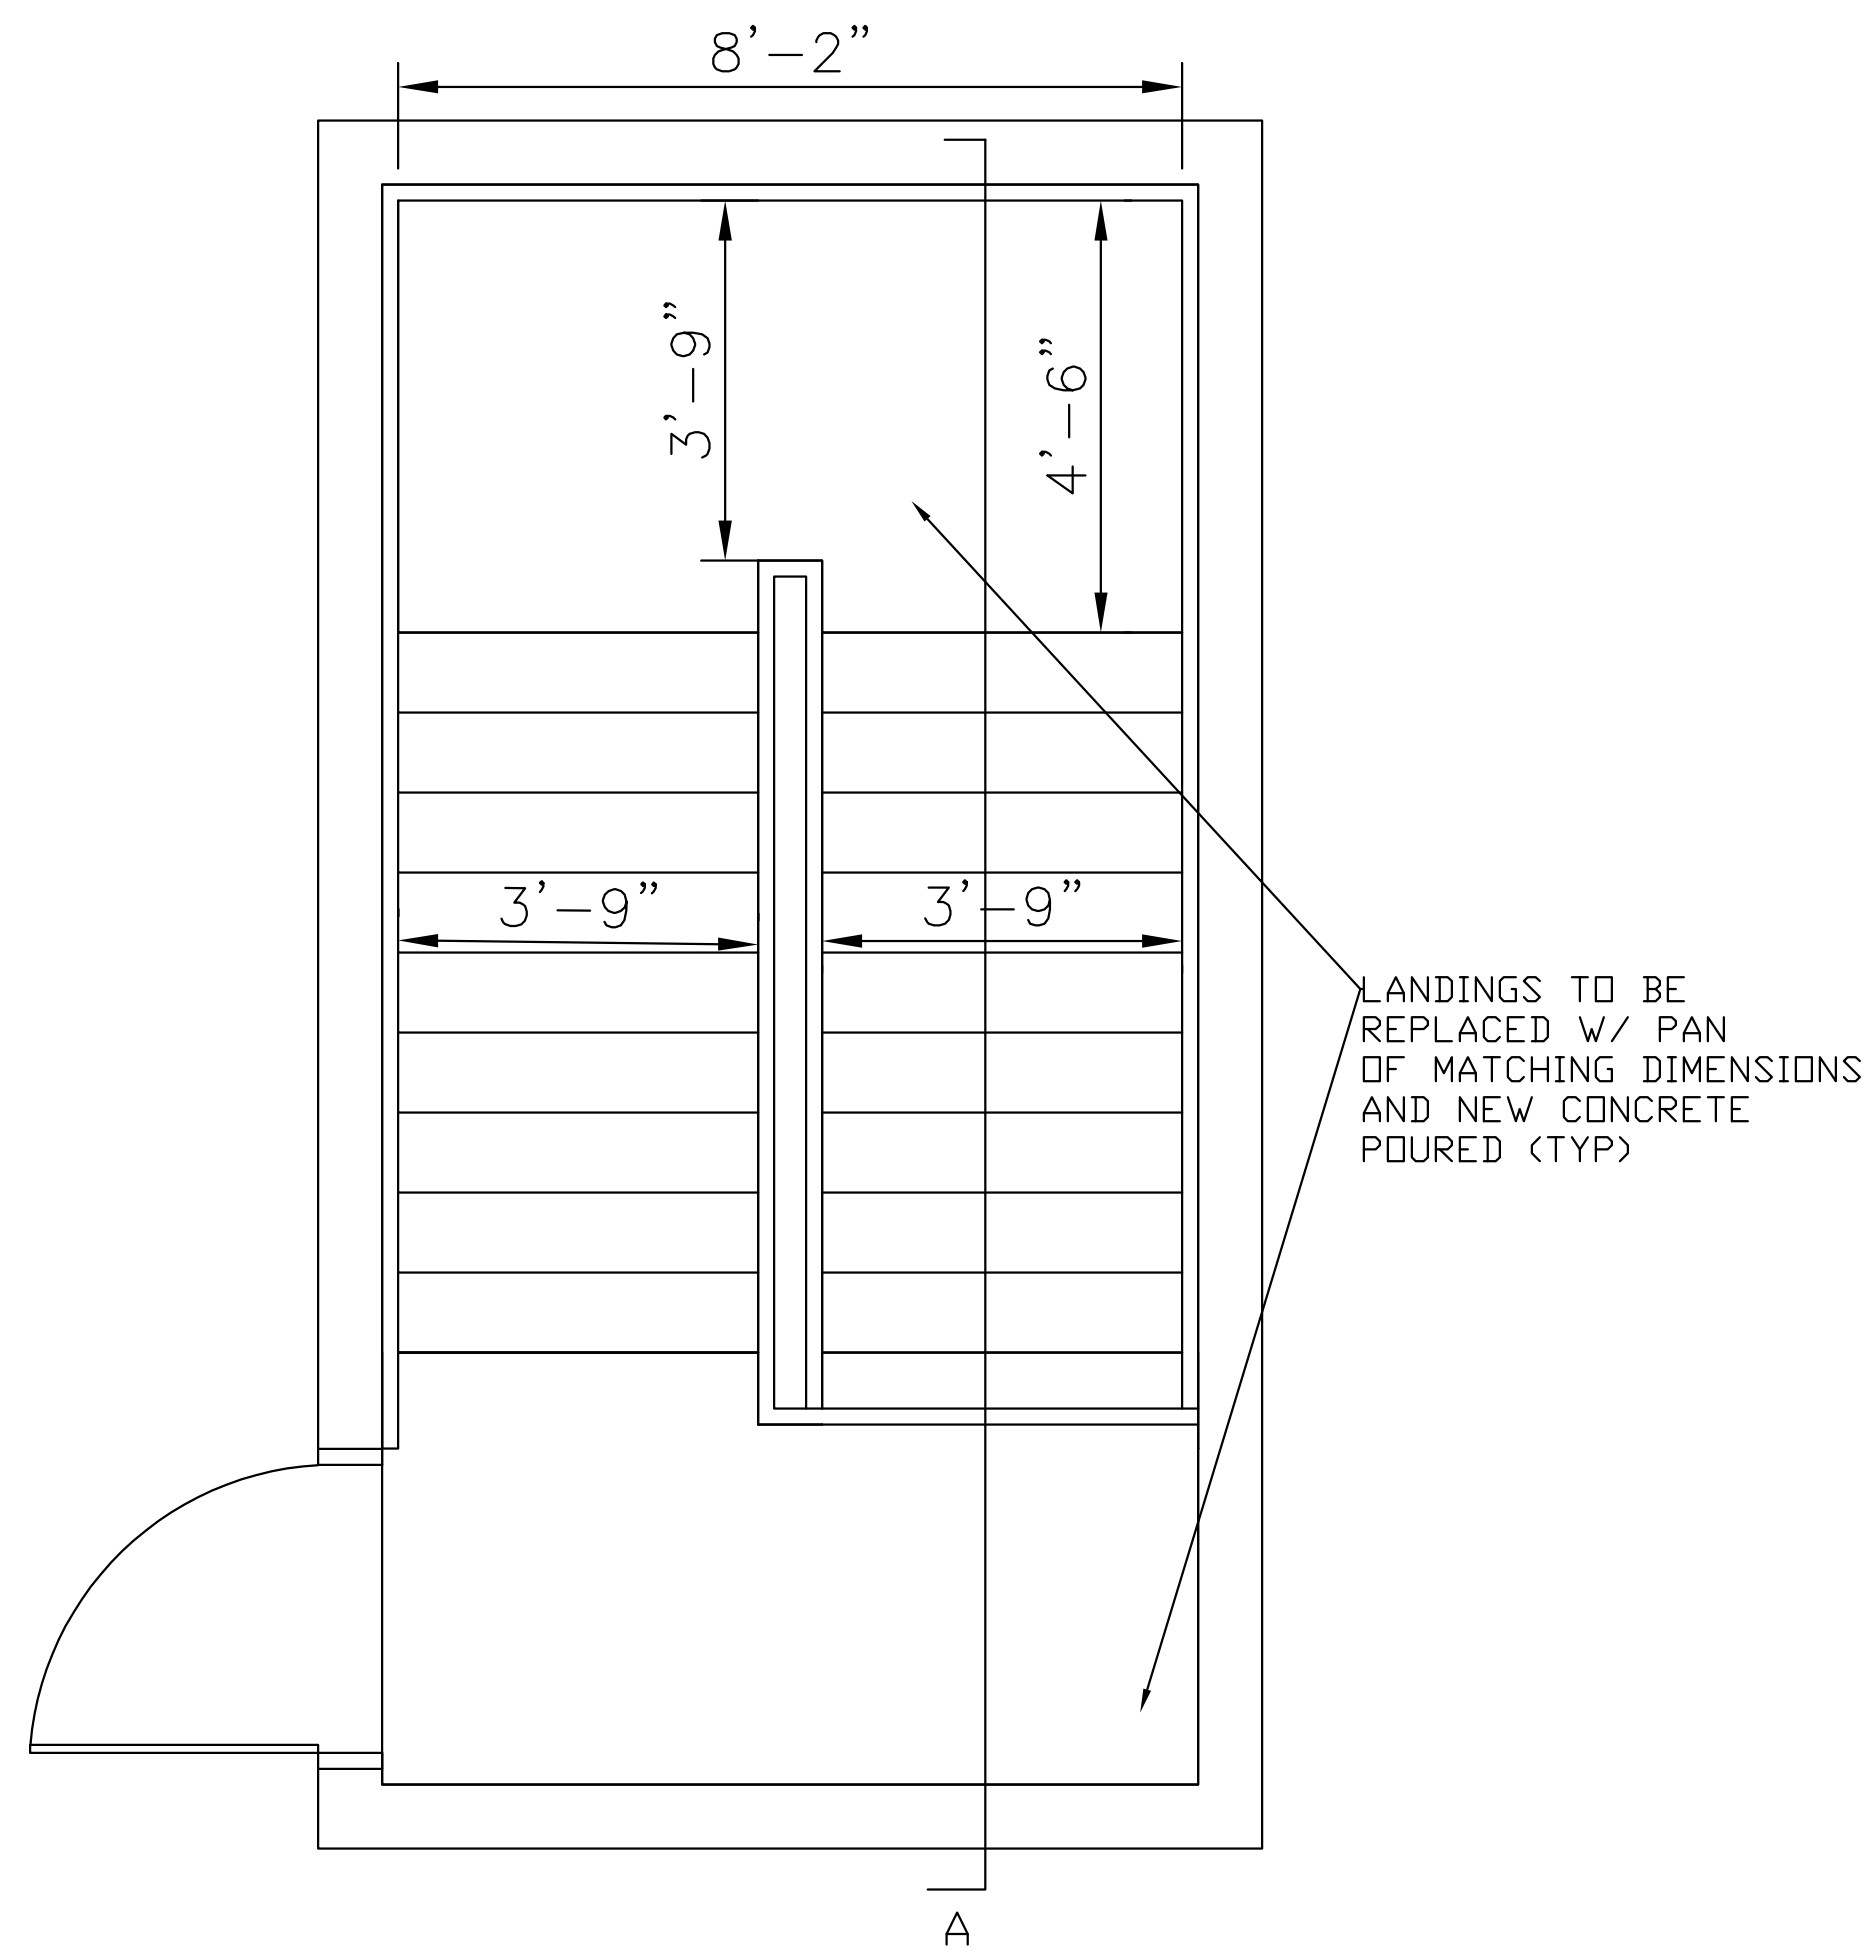 8'-2"
3'-9"
4'-6"
3'-9"
3'-9"
LANDINGS TO BE
REPLACED W/ PAN
OF MATCHING DIMENSIONS
AND NEW CONCRETE
POURED (TYP)
A